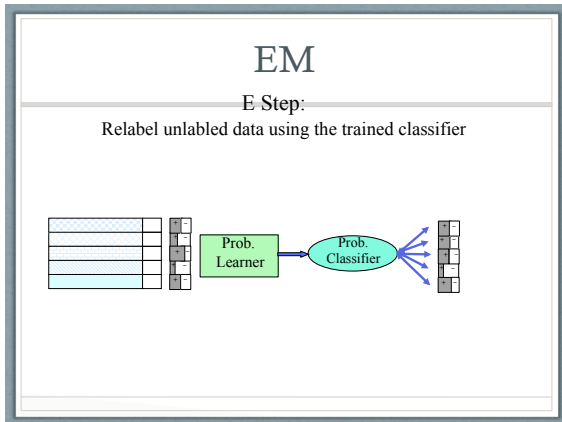 EM
E Step:
Relabel unlabled data using the trained classifier
+ -
+ -
+ -
+ -
+ -
Prob.
Learner
Prob.
Classifier
+ -
+ -
+ -
+ -
+ -